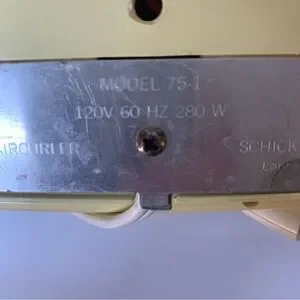 MODEL 75-1
120V 60 HZ 280 W
AIRCURLER SCHICK